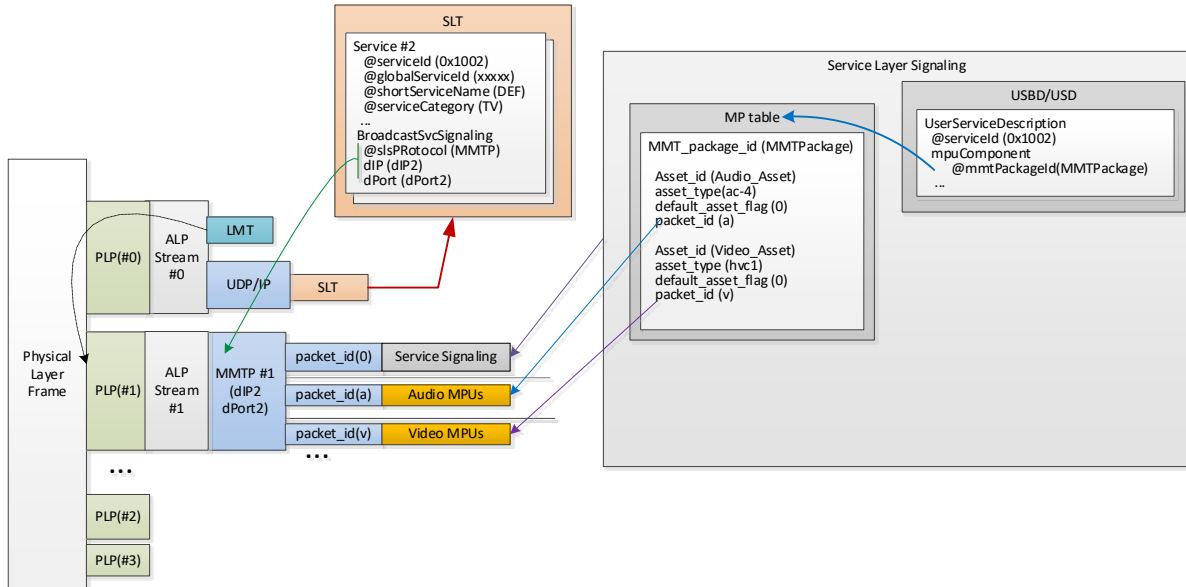 SLT
Service #2
@serviceId (0x1002)
@globalServiceId (xxxxx)
@shortServiceName (DEF)
@serviceCategory (TV)
...
BroadcastSvcSignaling
@slsProtocol (MMTP)
dIP (dIP2)
dPort (dPort2)
Service Layer Signaling
MP table
MMT_package_id (MMTPackage)
Asset_id (Audio_Asset)
asset_type(ac-4)
default_asset_flag (0)
packet_id (a)
Asset_id (Video_Asset)
asset_type (hvc1)
default_asset_flag (0)
packet_id (v)
USBD/USD
UserServiceDescription
@serviceId (0x1002)
mpuComponent
@mmtPackageId(MMTPackage)
...
Physical
Layer
Frame
PLP(#0)
ALP
Stream
#0
LMT
UDP/IP
SLT
PLP(#1)
ALP
Stream
#1
MMTP #1
(dIP2
dPort2)
packet_id(0)
Service Signaling
packet_id(a)
Audio MPUs
packet_id(v)
Video MPUs
...
...
PLP(#2)
PLP(#3)